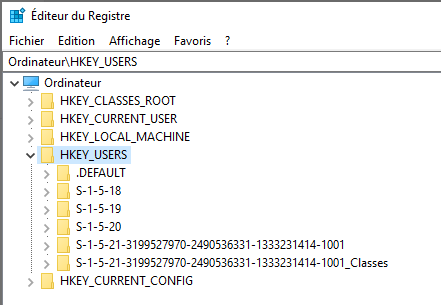 Éditeur du Registre
Fichier Edition Affichage Favoris ?
Ordinateur\HKEY_USERS
Ordinateur
HKEY_CLASSES_ROOT
HKEY_CURRENT_USER
HKEY_LOCAL_MACHINE
HKEY_USERS
.DEFAULT
S-1-5-18
S-1-5-19
S-1-5-20
S-1-5-21-3199527970-2490536331-1333231414-1001
S-1-5-21-3199527970-2490536331-1333231414-1001_Classes
HKEY_CURRENT_CONFIG